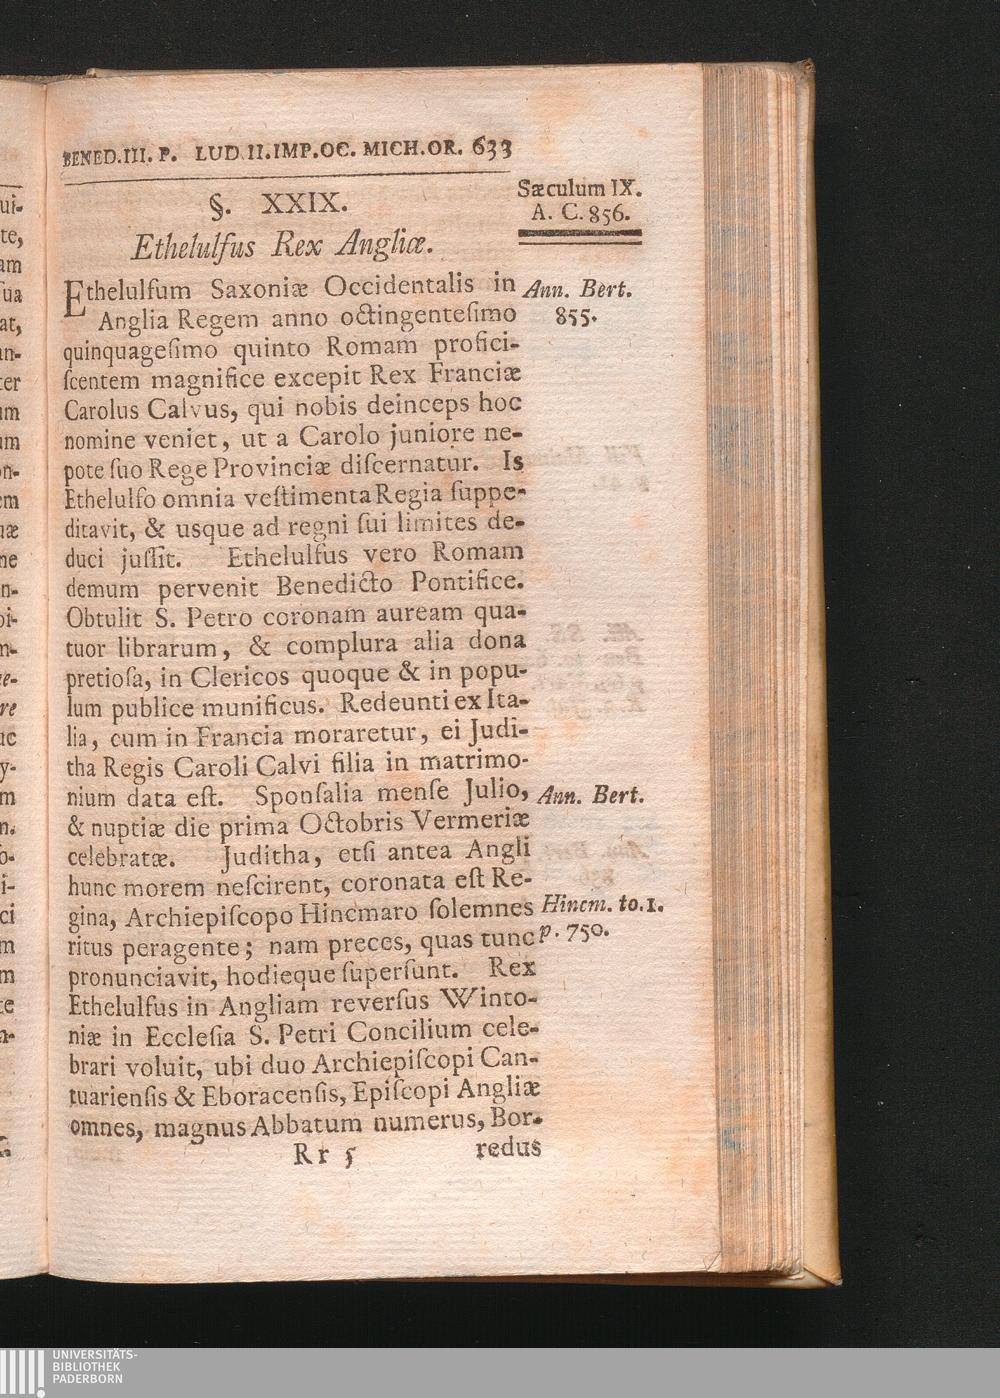 BENED.III. P. LUD.II.IMP.OC. MICH.OR. 633
Sæculum IX.
A. C. 856.
§. XXIX.
Ethelulfus Rex Angliæ.
Ethelulfum Saxoniæ Occidentalis in
Ann. Bert.
855.
Anglia Regem anno octingentesimo
quinquagesimo quinto Romam profici-
scentem magnifice excepit Rex Franciæ
Carolus Calvus, qui nobis deinceps hoc
nomine veniet, ut a Carolo juniore ne-
pote suo Rege Provinciæ discernatur. Is
Ethelulfo omnia vestimenta Regia suppe-
ditavit, & usque ad regni sui limites de-
duci jussit. Ethelulfus vero Romam
demum pervenit Benedicto Pontifice.
Obtulit S. Petro coronam auream qua-
tuor librarum, & complura alia dona
pretiosa, in Clericos quoque & in popu-
lum publice munificus. Redeunti ex Ita-
lia, cum in Francia moraretur, ei Judi-
tha Regis Caroli Calvi filia in matrimo-
nium data est. Sponsalia mense Julio,
Ann. Bert.
& nuptiæ die prima Octobris Vermeriæ
celebratæ. Juditha, etsi antea Angli
hunc morem nescirent, coronata est Re-
gina, Archiepiscopo Hincmaro solemnes
Hincm. to.1.
p. 750.
ritus peragente; nam preces, quas tunc
pronunciavit, hodieque supersunt. Rex
Ethelulfus in Angliam reversus Winto-
niæ in Ecclesia S. Petri Concilium cele-
brari voluit, ubi duo Archiepiscopi Can-
tuariensis & Eboracensis, Episcopi Angliæ
omnes, magnus Abbatum numerus, Bor-
Rr 5 redus
UNIVERSITÄTS-
BIBLIOTHEK
PADERBORN